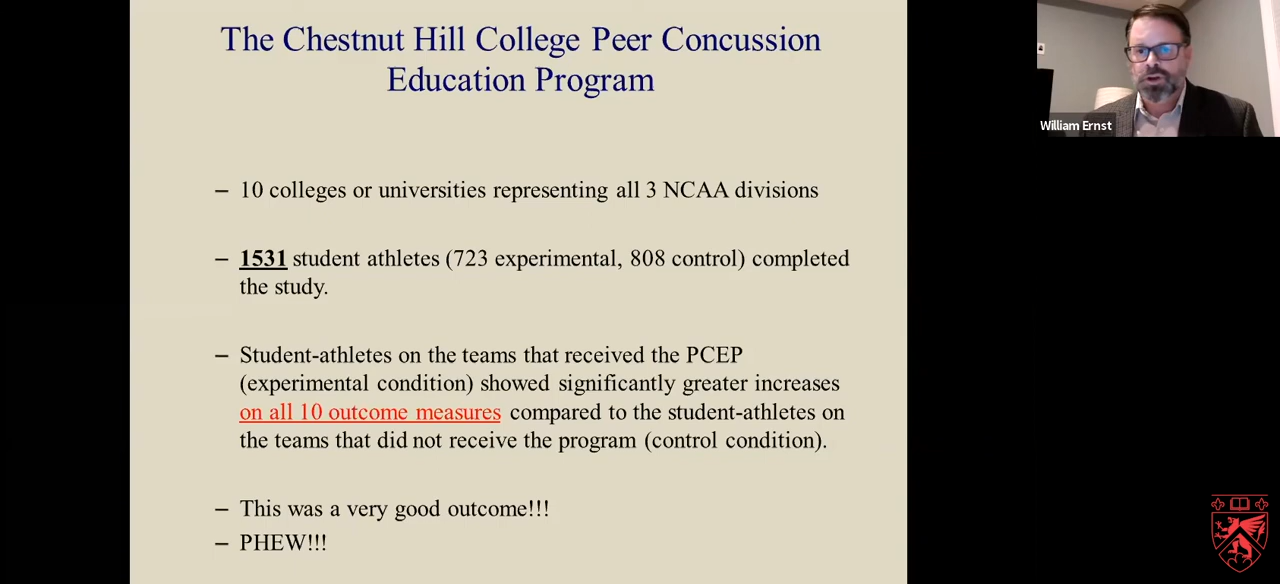 The Chestnut Hill College Peer Concussion
Education Program
– 10 colleges or universities representing all 3 NCAA divisions
– 1531 student athletes (723 experimental, 808 control) completed
the study.
– Student-athletes on the teams that received the PCEP
(experimental condition) showed significantly greater increases
on all 10 outcome measures compared to the student-athletes on
the teams that did not receive the program (control condition).
– This was a very good outcome!!!
– PHEW!!!
William Ernst